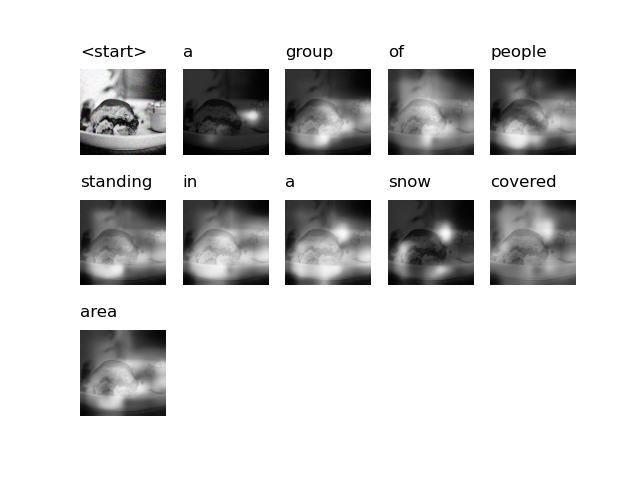 <start> a group of people
standing in a snow covered
area